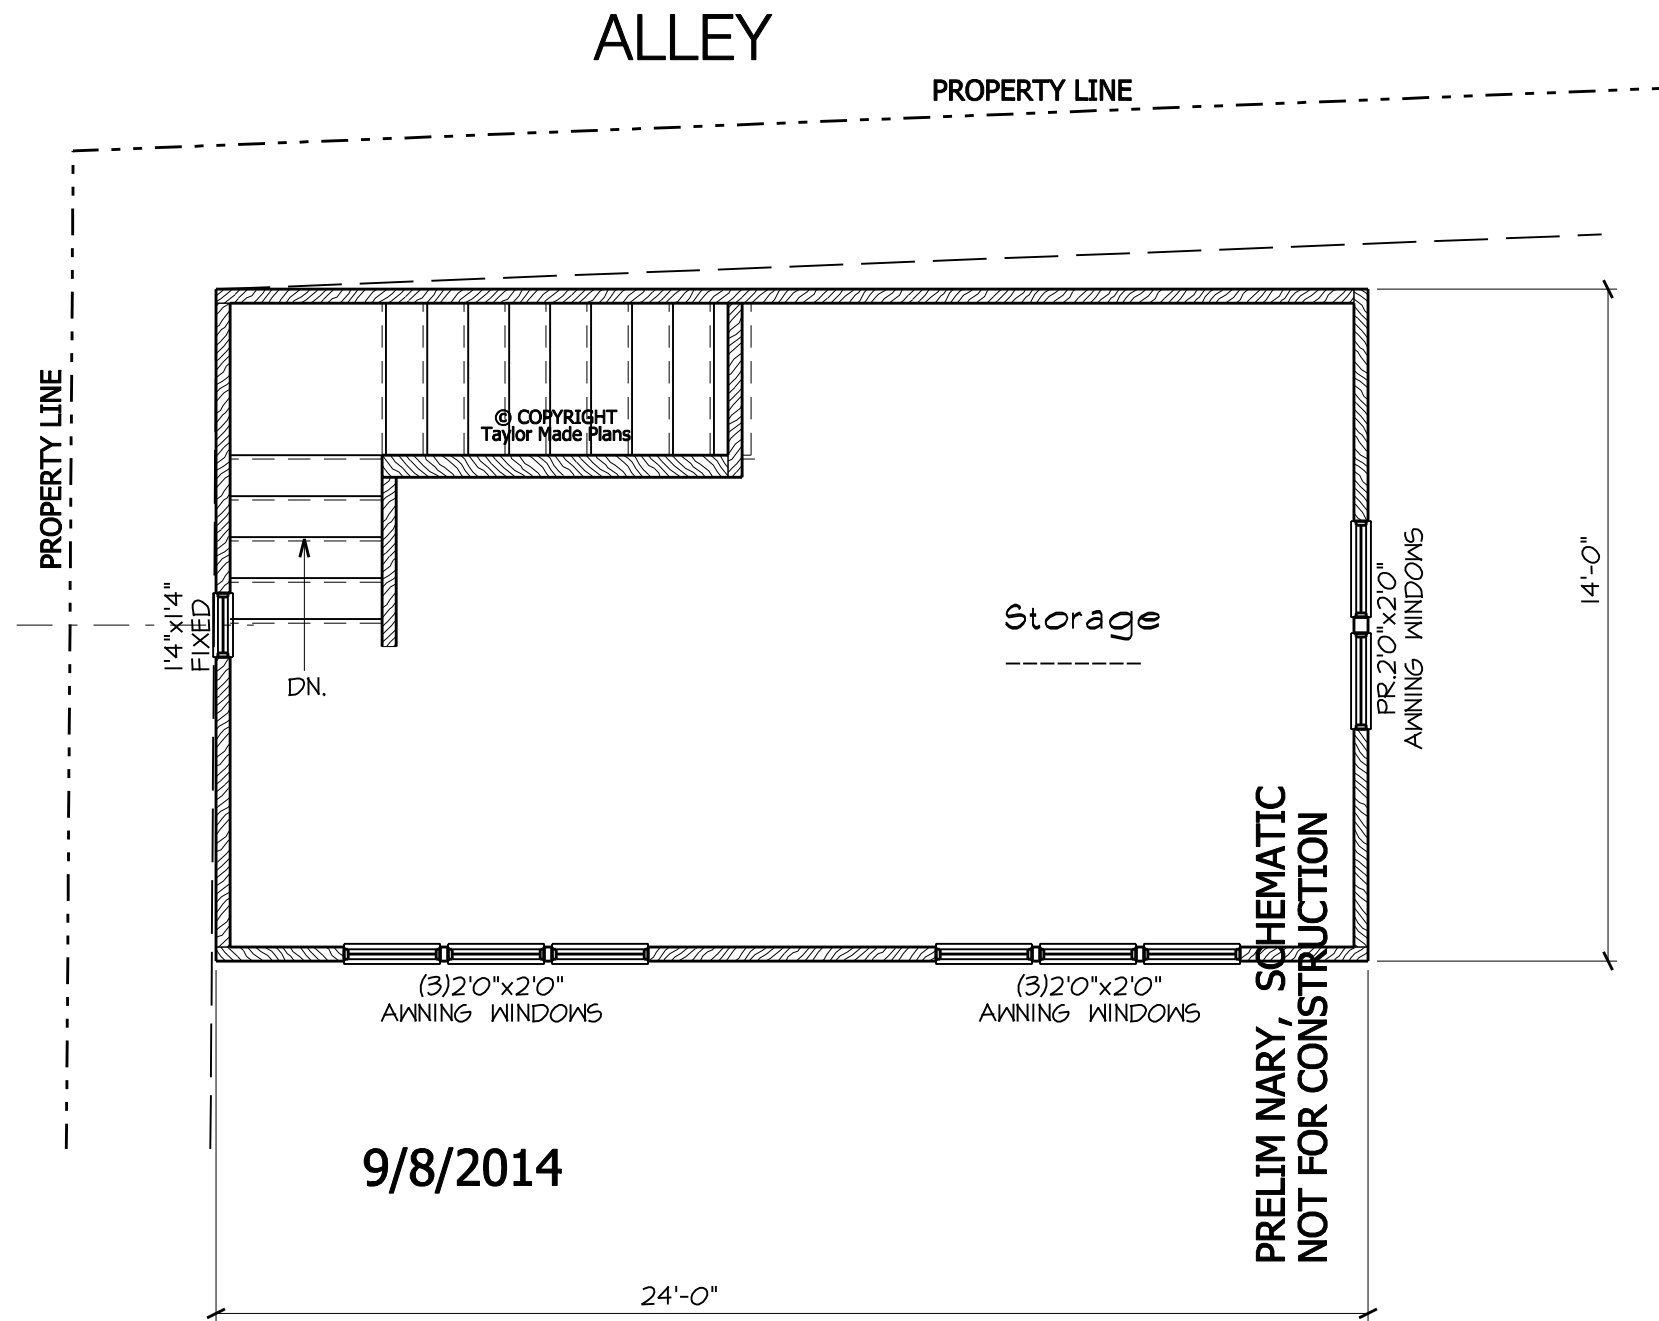 ALLEY
PROPERTY LINE
PROPERTY LINE
© COPYRIGHT
Taylor Made Plans
1'4"x1'4"
FIXED
DN.
Storage
PR.2'0"x2'0"
AWNING WINDOWS
14'-0"
(3)2'0"x2'0"
AWNING WINDOWS
(3)2'0"x2'0"
AWNING WINDOWS
PRELIM NARY, SCHEMATIC
NOT FOR CONSTRUCTION
9/8/2014
24'-0"